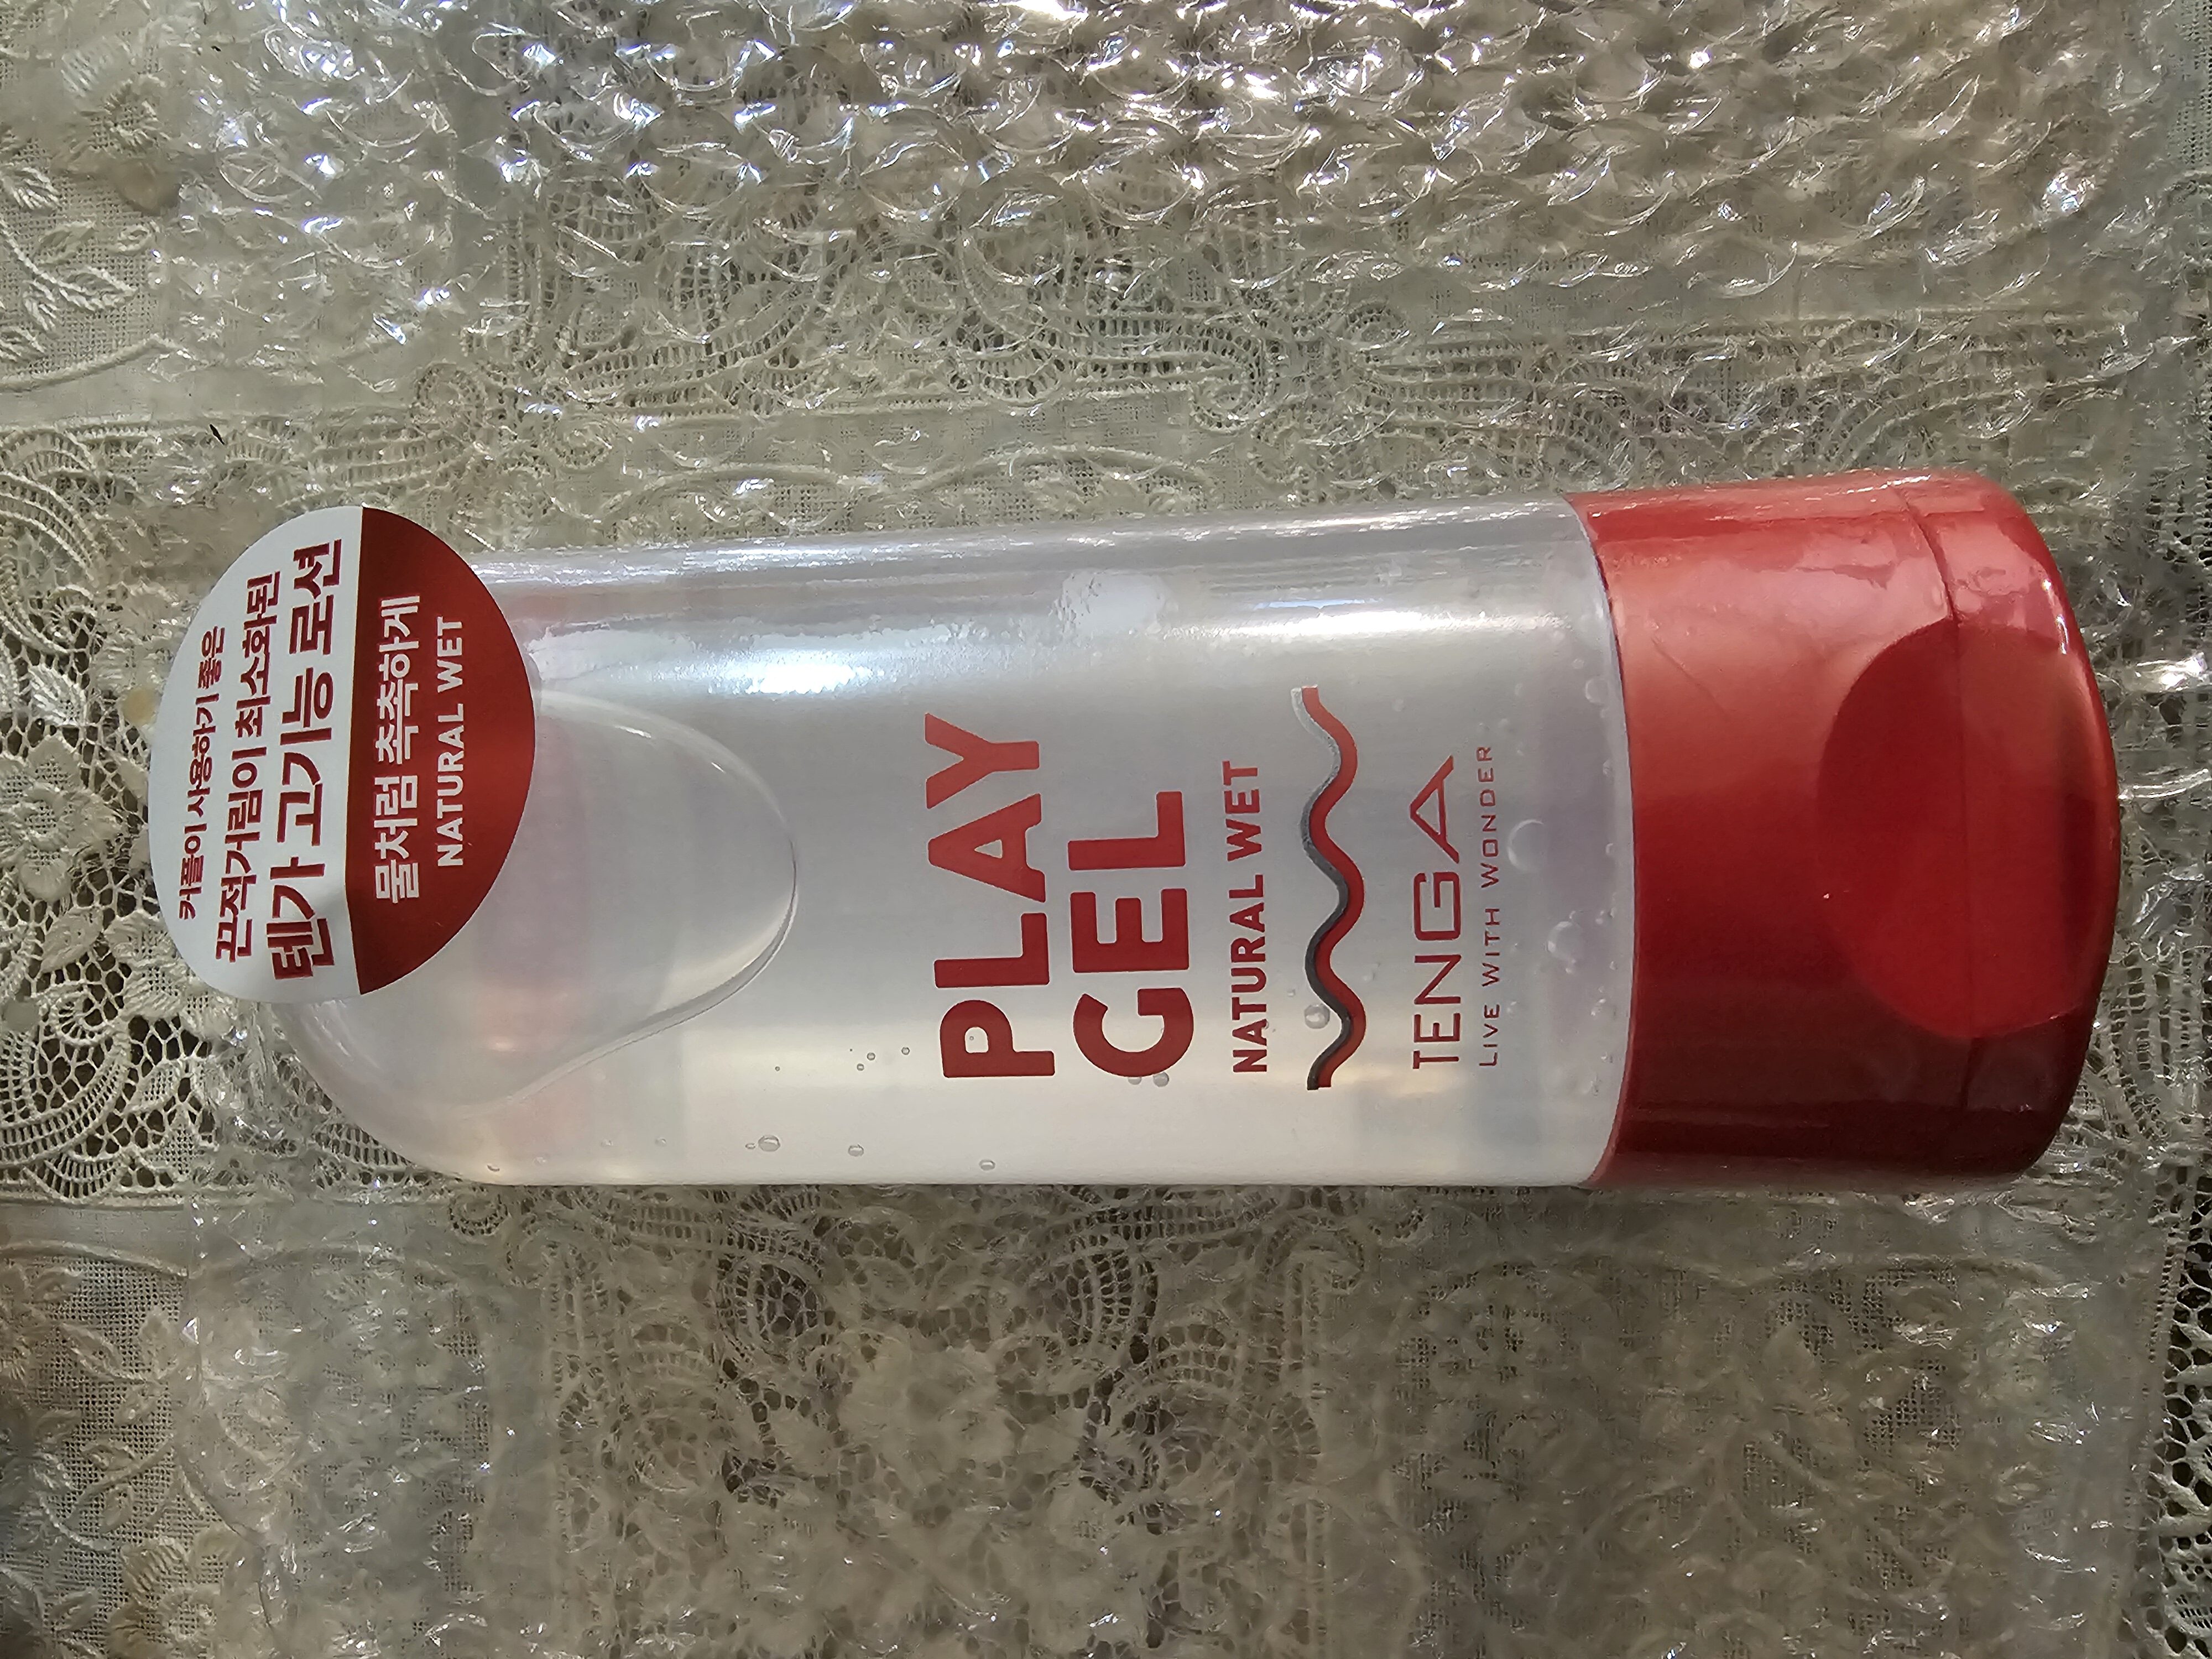 커플이 사용하기 좋은
끈적거림이 최소화된
텐가 고기능 로션
물처럼 촉촉하게
NATURAL WET
PLAY
GEL
NATURAL WET
TENGA
LIVE WITH WONDER